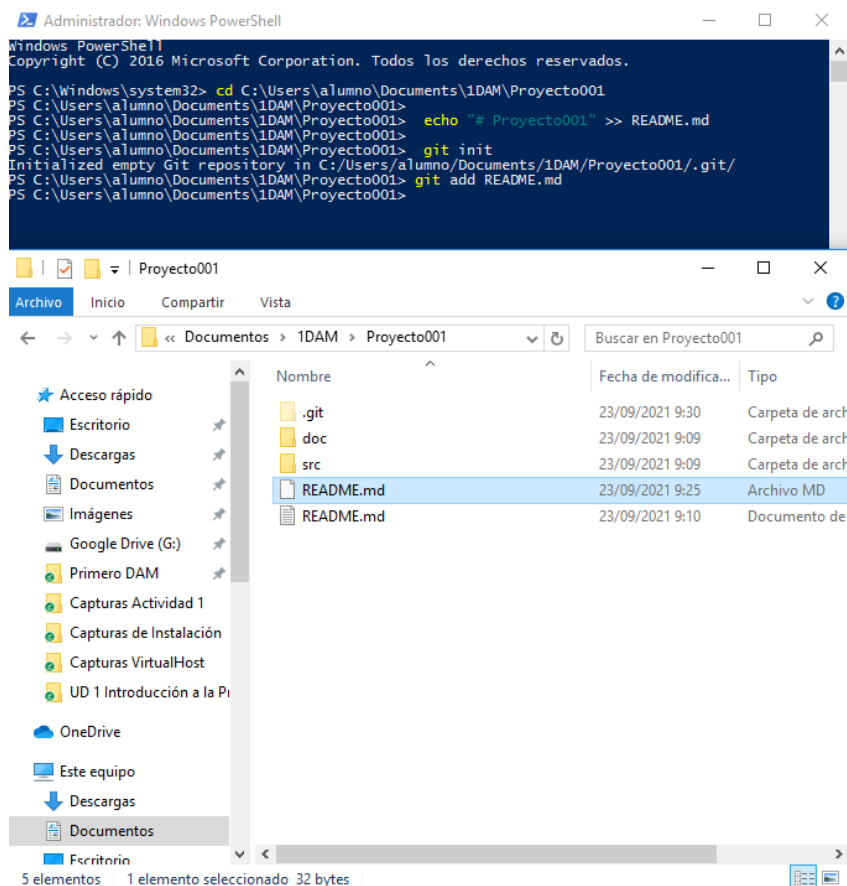 Administrador: Windows PowerShell
Windows PowerShell
Copyright (C) 2016 Microsoft Corporation. Todos los derechos reservados.
PS C:\Windows\system32> cd C:\Users\alumno\Documents\1DAM\Proyecto001
PS C:\Users\alumno\Documents\1DAM\Proyecto001>
PS C:\Users\alumno\Documents\1DAM\Proyecto001>  echo "# Proyecto001" >> README.md
PS C:\Users\alumno\Documents\1DAM\Proyecto001>
PS C:\Users\alumno\Documents\1DAM\Proyecto001>  git init
Initialized empty Git repository in C:/Users/alumno/Documents/1DAM/Proyecto001/.git/
PS C:\Users\alumno\Documents\1DAM\Proyecto001> git add README.md
PS C:\Users\alumno\Documents\1DAM\Proyecto001>
Proyecto001
Archivo Inicio Compartir Vista
« Documentos > 1DAM > Proyecto001 Buscar en Proyecto001
Nombre Fecha de modifica... Tipo
Acceso rápido
Escritorio
Descargas
Documentos
Imágenes
Google Drive (G:)
Primero DAM
Capturas Actividad 1
Capturas de Instalación
Capturas VirtualHost
UD 1 Introducción a la Pr
OneDrive
Este equipo
Descargas
Documentos
Escritorio
.git 23/09/2021 9:30 Carpeta de arch
doc 23/09/2021 9:09 Carpeta de arch
src 23/09/2021 9:09 Carpeta de arch
README.md 23/09/2021 9:25 Archivo MD
README.md 23/09/2021 9:10 Documento de
5 elementos 1 elemento seleccionado 32 bytes